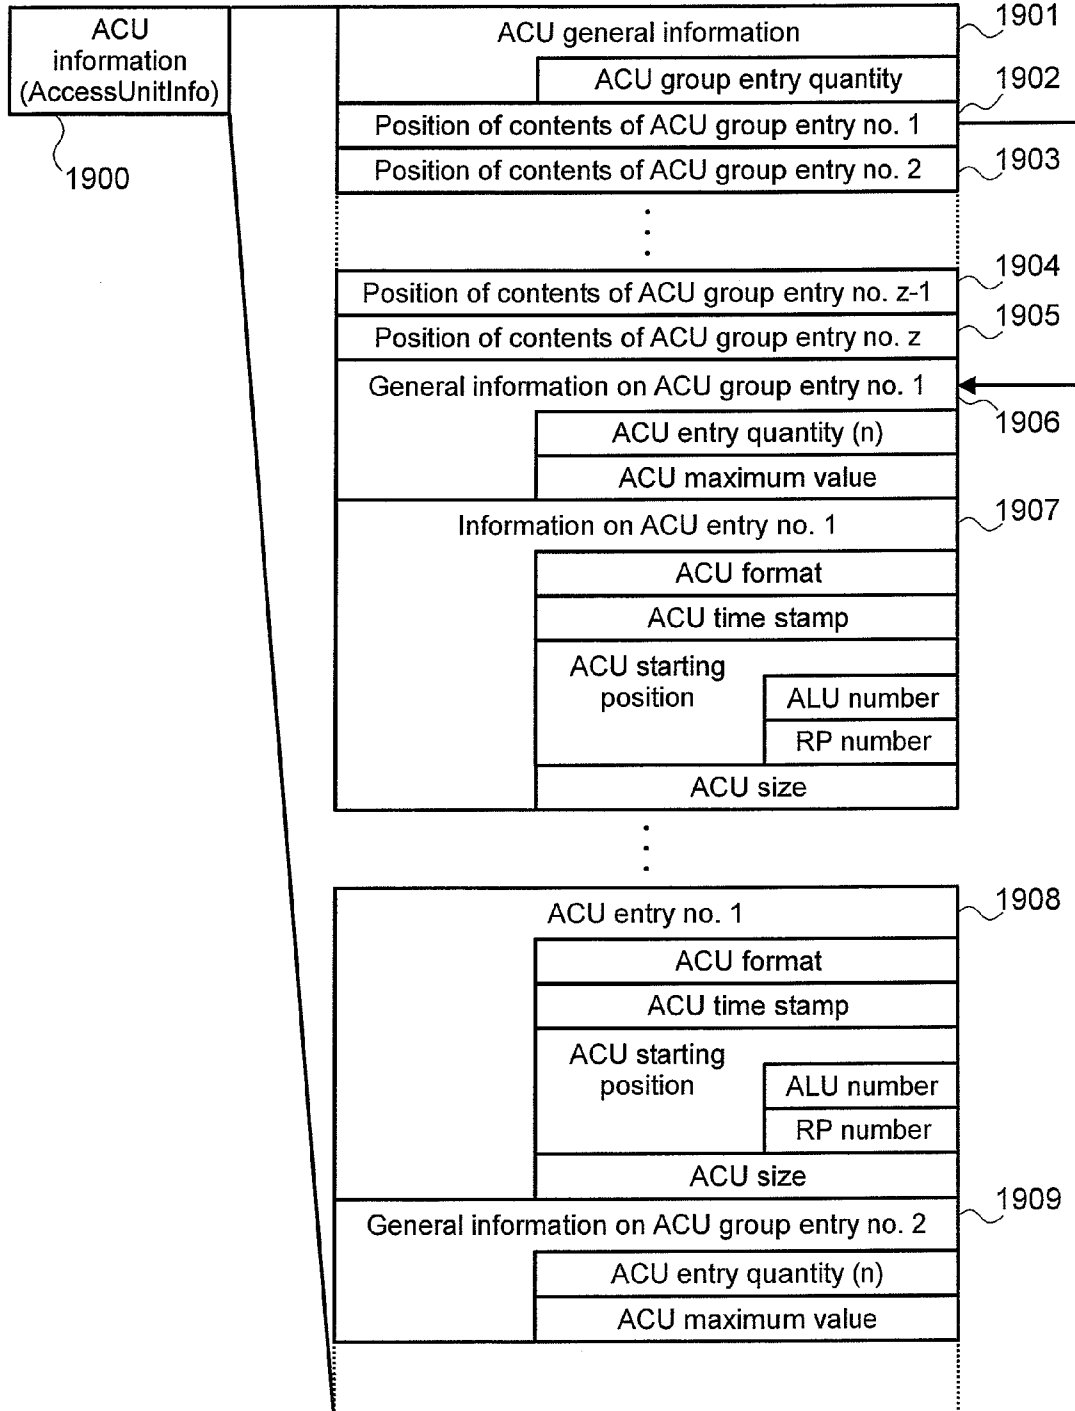 ACU
information
(AccessUnitInfo)
1900
ACU general information
1901
ACU group entry quantity
1902
Position of contents of ACU group entry no. 1
Position of contents of ACU group entry no. 2
1903
1904
Position of contents of ACU group entry no. z-1
1905
Position of contents of ACU group entry no. z
General information on ACU group entry no. 1
1906
ACU entry quantity (n)
ACU maximum value
1907
Information on ACU entry no. 1
ACU format
ACU time stamp
ACU starting
position
ALU number
RP number
ACU size
1908
ACU entry no. 1
ACU format
ACU time stamp
ACU starting
position
ALU number
RP number
ACU size
1909
General information on ACU group entry no. 2
ACU entry quantity (n)
ACU maximum value